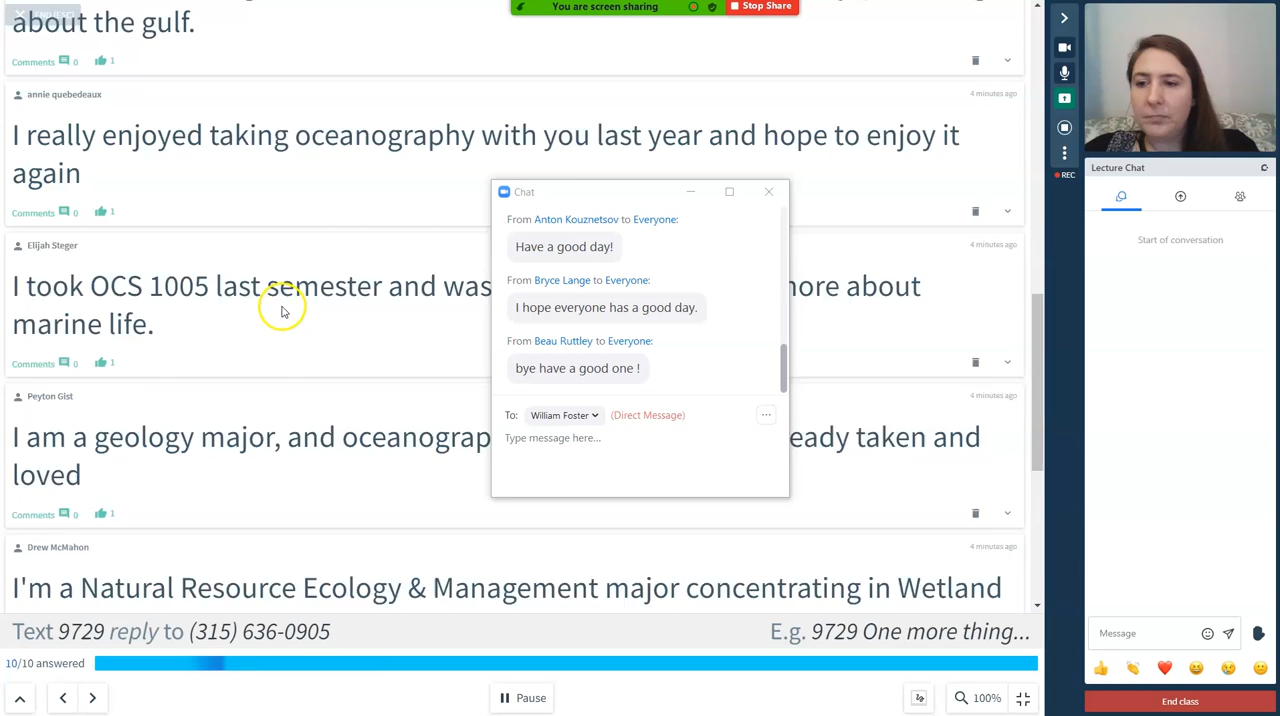 You are screen sharing
Stop Share
about the gulf.
Comments 0 1
annie quebedeaux
4 minutes ago
I really enjoyed taking oceanography with you last year and hope to enjoy it
again
Comments 0 1
Elijah Steger
4 minutes ago
I took OCS 1005 last semester and was
more about
marine life.
Comments 0 1
Peyton Gist
4 minutes ago
I am a geology major, and
taken and
loved
Comments 0 1
Drew McMahon
4 minutes ago
I'm a Natural Resource Ecology & Management major concentrating in Wetland
Text 9729 reply to (315) 636-0905
E.g. 9729 One more thing...
10/10 answered
Pause
100%
Chat
From Anton Kouznetsov to Everyone:
Have a good day!
From Bryce Lange to Everyone:
I hope everyone has a good day.
From Beau Ruttley to Everyone:
bye have a good one !
To: William Foster (Direct Message)
Type message here...
REC
Lecture Chat
Start of conversation
Message
End class